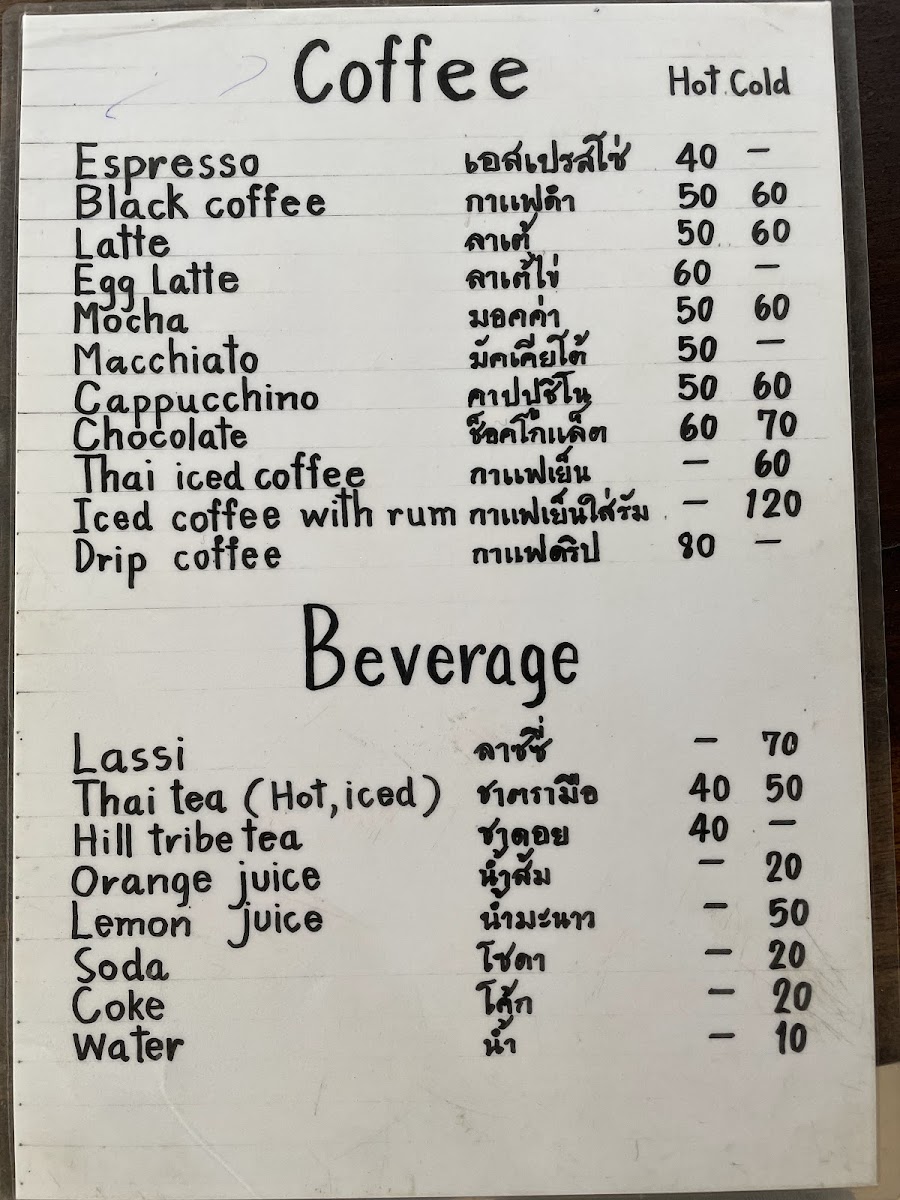 Coffee Hot Cold
Espresso เอสเปรสโซ่ 40 –
Black coffee กาแฟดำ 50 60
Latte ลาเต้ 50 60
Egg Latte ลาเต้ไข่ 60 –
Mocha มอคค่า 50 60
Macchiato มัคเคียโต้ 50 –
Cappucchino คาปปูชิโน 50 60
Chocolate ช็อคโกแล็ต 60 70
Thai iced coffee กาแฟเย็น – 60
Iced coffee with rum กาแฟเย็นใส่รัม – 120
Drip coffee กาแฟดริป 80 –
Beverage
Lassi ลาซซี่ – 70
Thai tea (Hot, iced) ชาตรามือ 40 50
Hill tribe tea ชาดอย 40 –
Orange juice น้ำส้ม – 20
Lemon juice น้ำมะนาว – 50
Soda โซดา – 20
Coke โค้ก – 20
Water น้ำ – 10